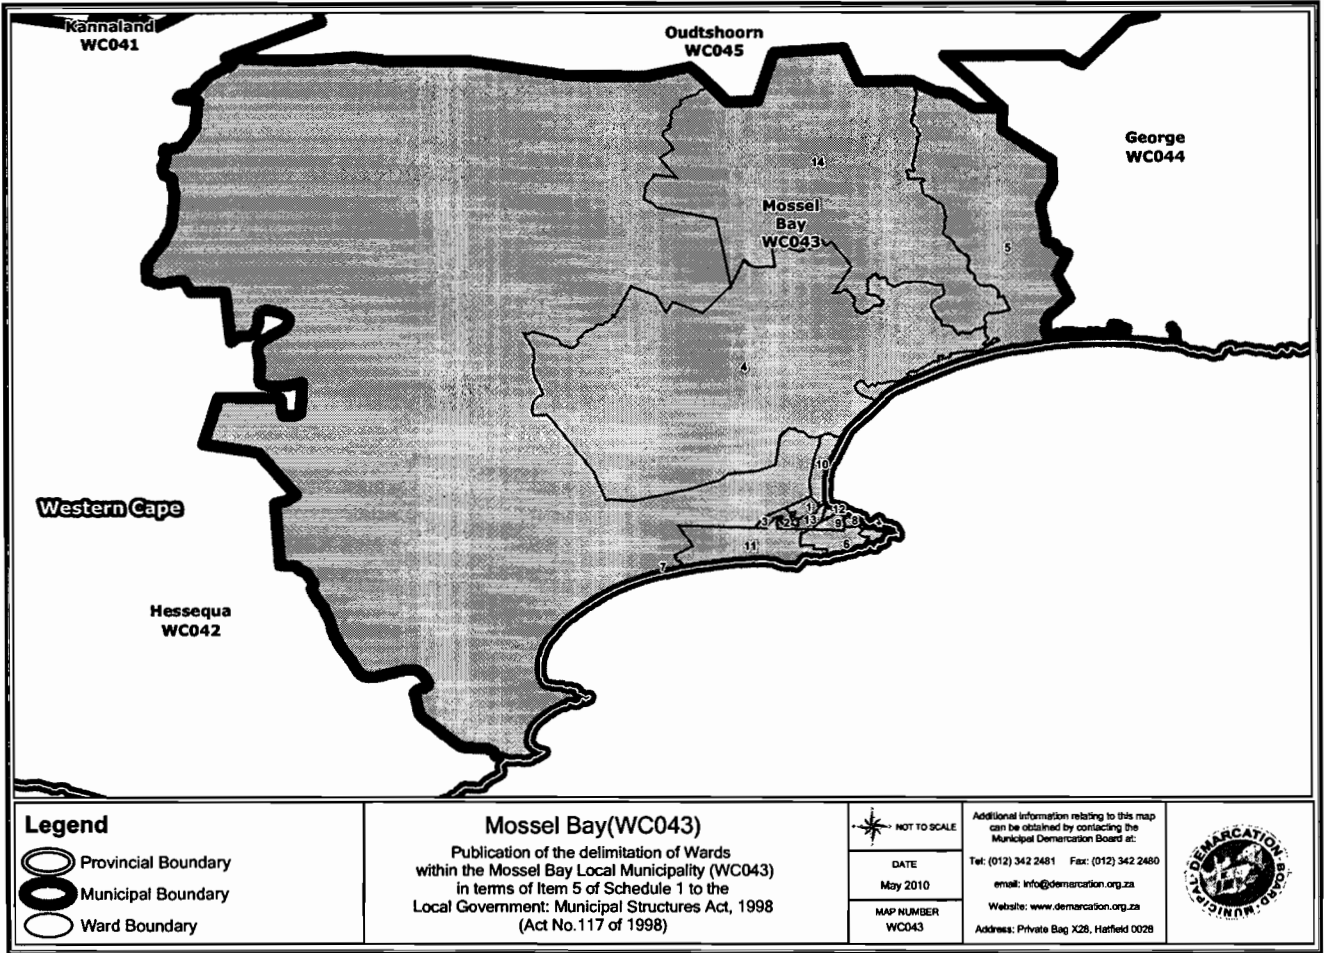 Kannaland
WC041
Oudtshoorn
WC045
George
WC044
14
Mossel
Bay
WC043
5
4
10
Western Cape
1
12
3
2
13
9
8
11
6
7
Hessequa
WC042
Legend
Provincial Boundary
Municipal Boundary
Ward Boundary
Mossel Bay(WC043)
Publication of the delimitation of Wards
within the Mossel Bay Local Municipality (WC043)
in terms of Item 5 of Schedule 1 to the
Local Government: Municipal Structures Act, 1998
(Act No.117 of 1998)
NOT TO SCALE
DATE
May 2010
MAP NUMBER
WC043
Additional information relating to this map
can be obtained by contacting the
Municipal Demarcation Board at:
Tel: (012) 342 2481 Fax: (012) 342 2480
email: info@demarcation.org.za
Website: www.demarcation.org.za
Address: Private Bag X28, Hatfield 0028
MUNICIPAL DEMARCATION BOARD